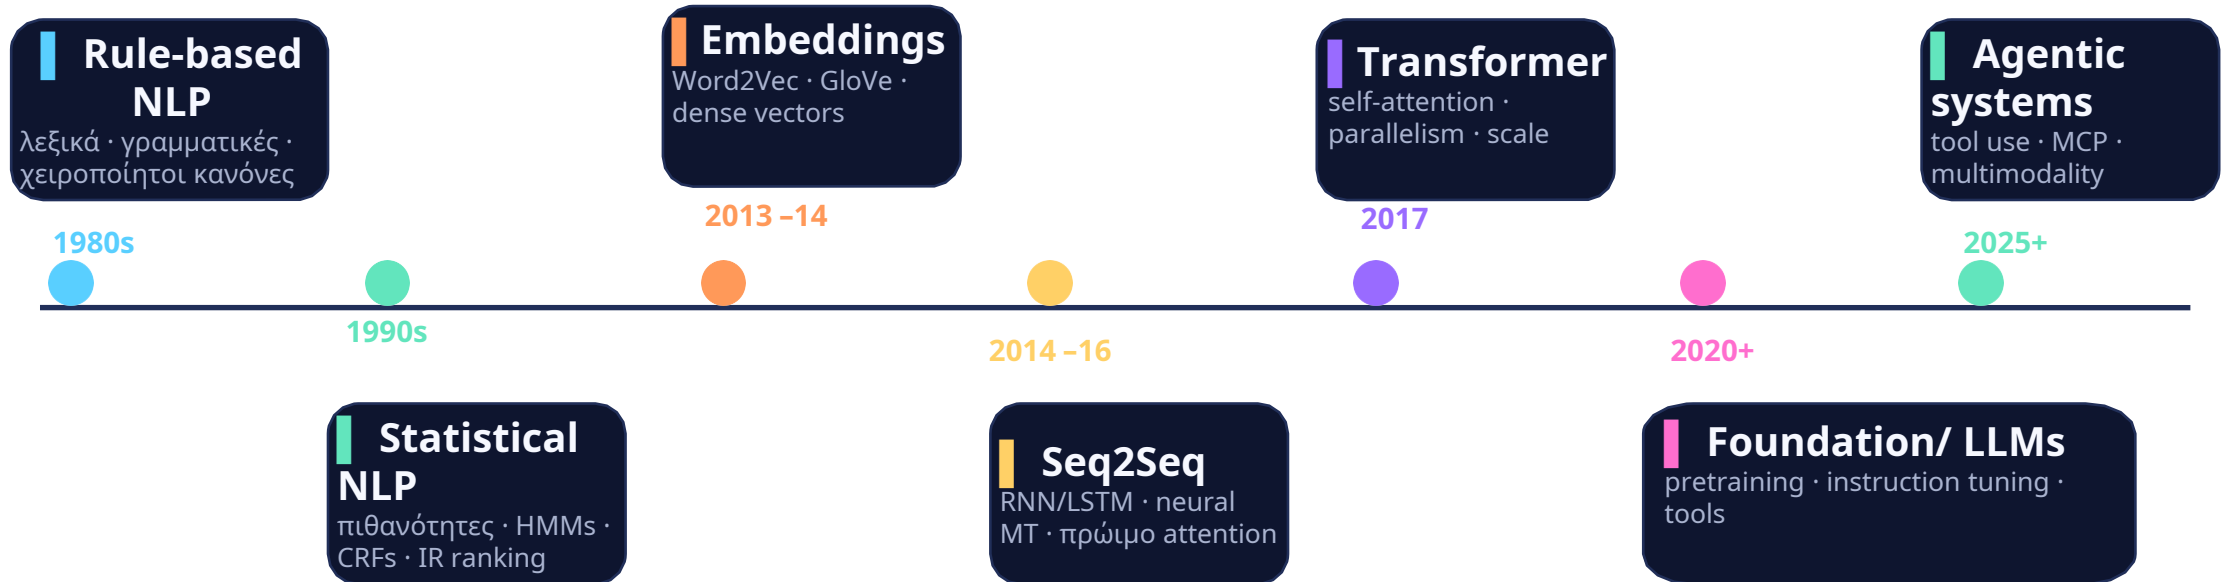 Rule-based
NLP
λεξικά · γραμματικές ·
χειροποίητοι κανόνες
1980s
1990s
Statistical
NLP
πιθανότητες · HMMs ·
CRFs · IR ranking
Embeddings
Word2Vec · GloVe ·
dense vectors
2013 –14
2014 –16
Seq2Seq
RNN/LSTM · neural
MT · πρώιμο attention
Transformer
self-attention ·
parallelism · scale
2017
2020+
Foundation/ LLMs
pretraining · instruction tuning ·
tools
Agentic
systems
tool use · MCP ·
multimodality
2025+